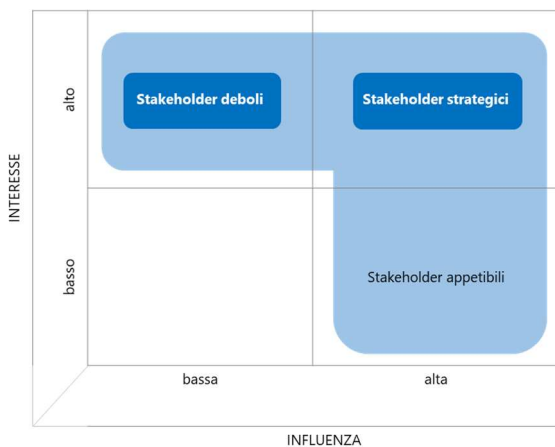 Stakeholder deboli
Stakeholder strategici
alto
INTERESSE
basso
Stakeholder appetibili
bassa
alta
INFLUENZA